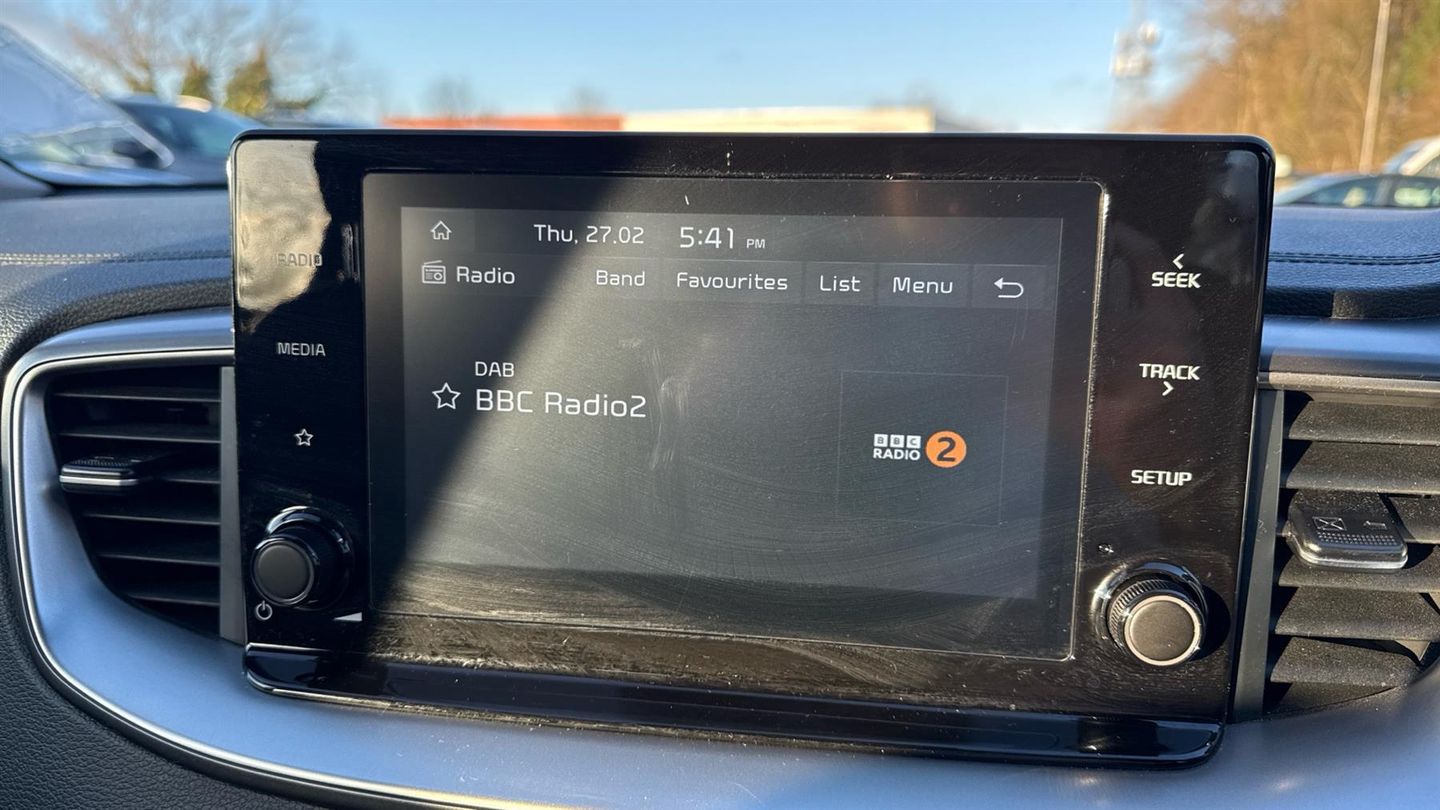 Thu, 27.02 5:41 PM
Radio Band Favourites List Menu
DAB
BBC Radio2
BBC
RADIO 2
RADIO
MEDIA
SEEK
TRACK
SETUP